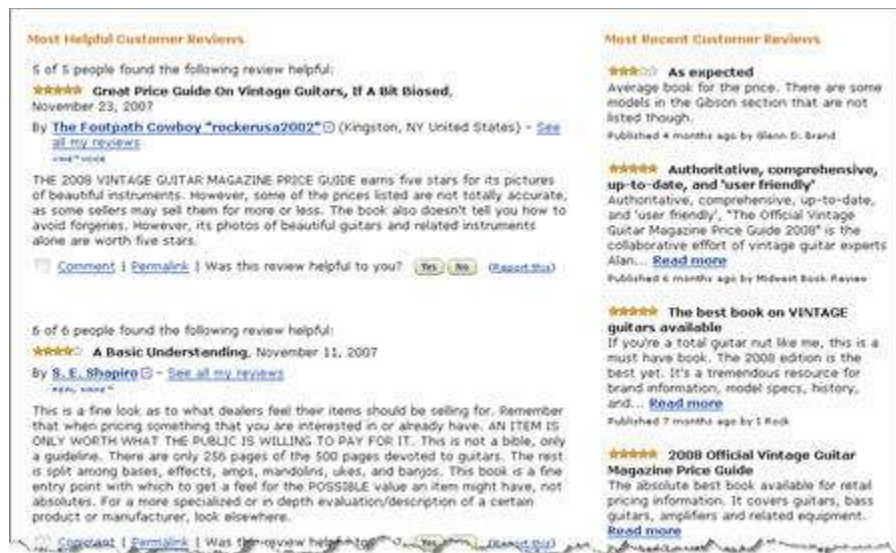 Most Helpful Customer Reviews
5 of 5 people found the following review helpful:
Great Price Guide On Vintage Guitars, If A Bit Biased,
November 23, 2007
By The Footpath Cowboy "rockerusa2002" (Kingston, NY United States) - See
all my reviews
THE 2008 VINTAGE GUITAR MAGAZINE PRICE GUIDE earns five stars for its pictures
of beautiful instruments. However, some of the prices listed are not totally accurate,
as some sellers may sell them for more or less. The book also doesn't tell you how to
avoid forgeries. However, its photos of beautiful guitars and related instruments
alone are worth five stars.
Comment | Permalink | Was this review helpful to you? Yes No (Report this)
6 of 6 people found the following review helpful:
A Basic Understanding, November 11, 2007
By S. E. Shapiro - See all my reviews
REAL NAME™
This is a fine look as to what dealers feel their items should be selling for. Remember
that when pricing something that you are interested in or already have. AN ITEM IS
ONLY WORTH WHAT THE PUBLIC IS WILLING TO PAY FOR IT. This is not a bible, only
a guideline. There are only 256 pages of the 500 pages devoted to guitars. The rest
is split among bases, effects, amps, mandolins, ukes, and banjos. This book is a fine
entry point with which to get a feel for the POSSIBLE value an item might have, not
absolutes. For a more specialized or in depth evaluation/description of a certain
product or manufacturer, look elsewhere.
Comment | Permalink | Was this review helpful to Yes (Report this)
Most Recent Customer Reviews
As expected
Average book for the price. There are some
models in the Gibson section that are not
listed though.
Published 4 months ago by Glenn D. Brand
Authoritative, comprehensive,
up-to-date, and 'user friendly'
Authoritative, comprehensive, up-to-date,
and 'user friendly', "The Official Vintage
Guitar Magazine Price Guide 2008" is the
collaborative effort of vintage guitar experts
Alan... Read more
Published 6 months ago by Midwest Book Review
The best book on VINTAGE
guitars available
If you're a total guitar nut like me, this is a
must have book. The 2008 edition is the
best yet. It's a tremendous resource for
brand information, model specs, history,
and... Read more
Published 7 months ago by I Rock
2008 Official Vintage Guitar
Magazine Price Guide
The absolute best book available for retail
pricing information. It covers guitars, bass
guitars, amplifiers and related equipment.
Read more